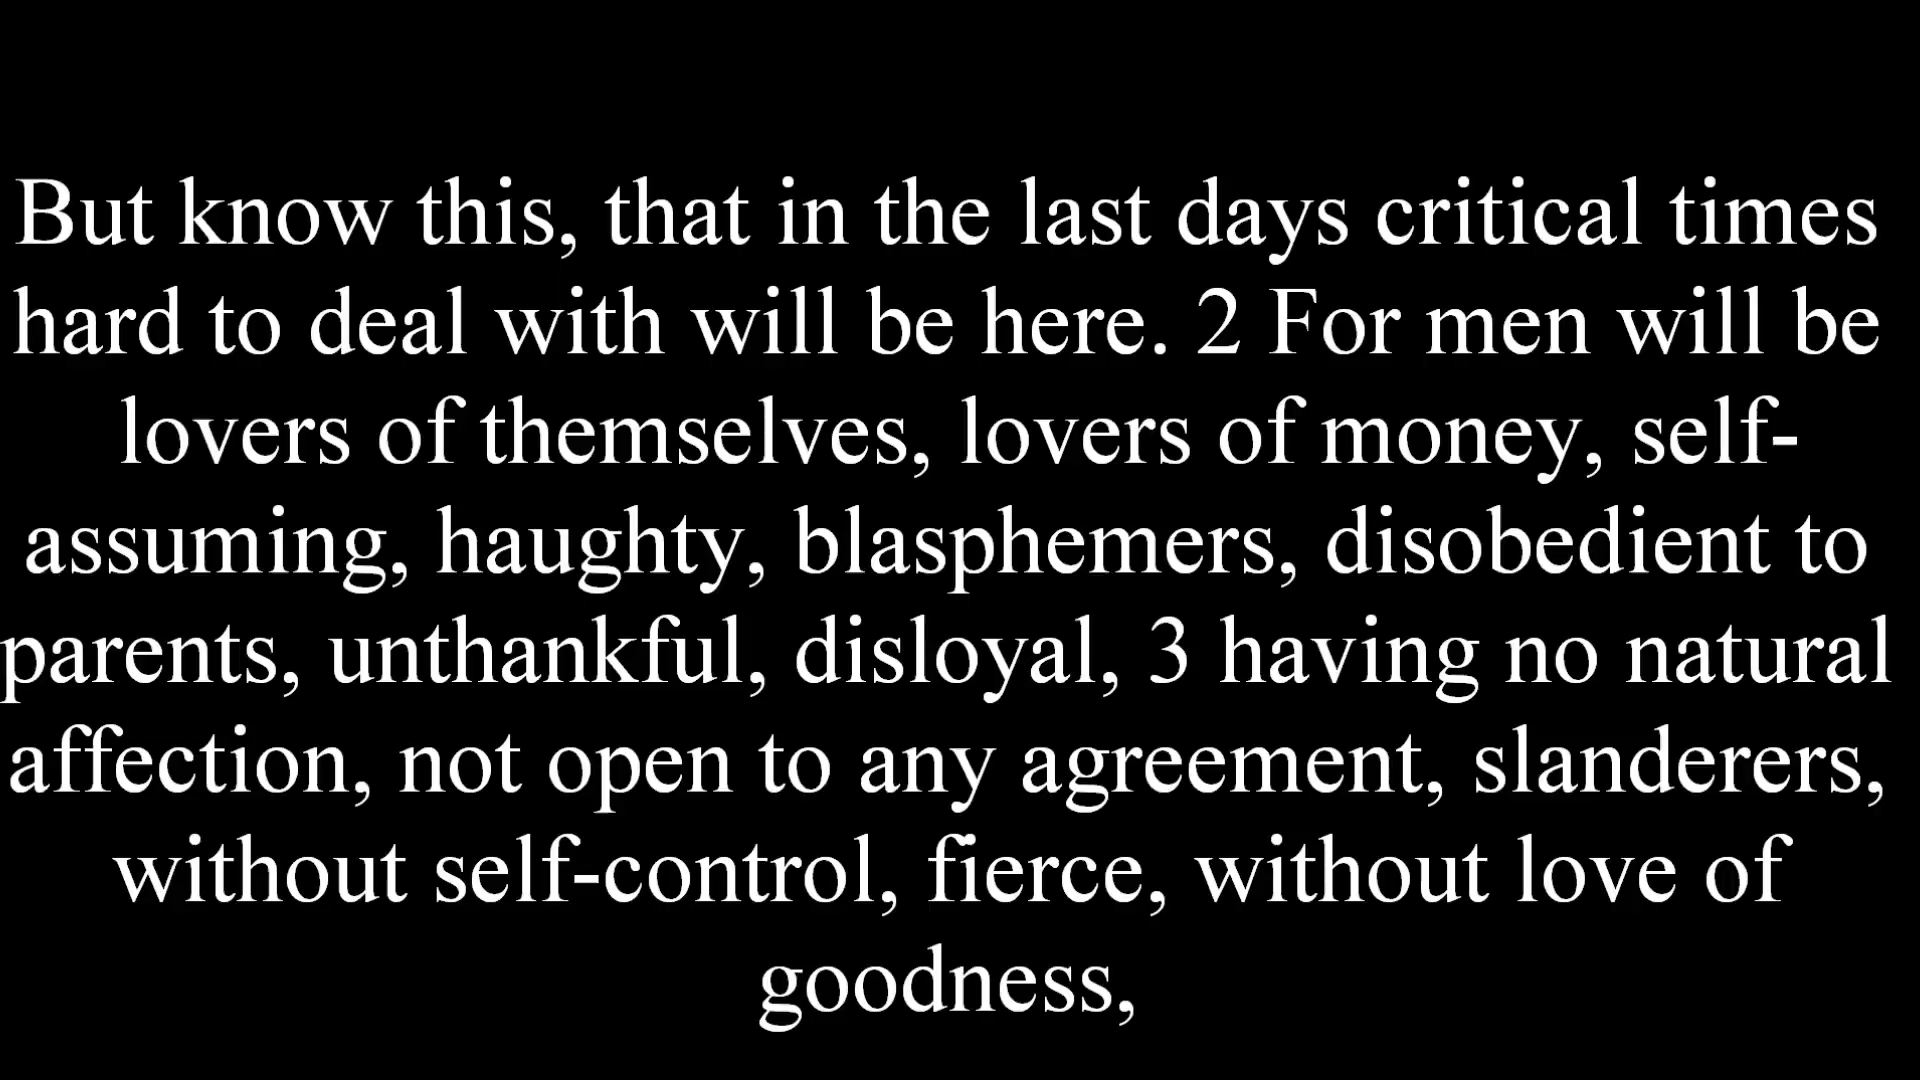 But know this, that in the last days critical times
hard to deal with will be here. 2 For men will be
lovers of themselves, lovers of money, self-
assuming, haughty, blasphemers, disobedient to
parents, unthankful, disloyal, 3 having no natural
affection, not open to any agreement, slanderers,
without self-control, fierce, without love of
goodness,